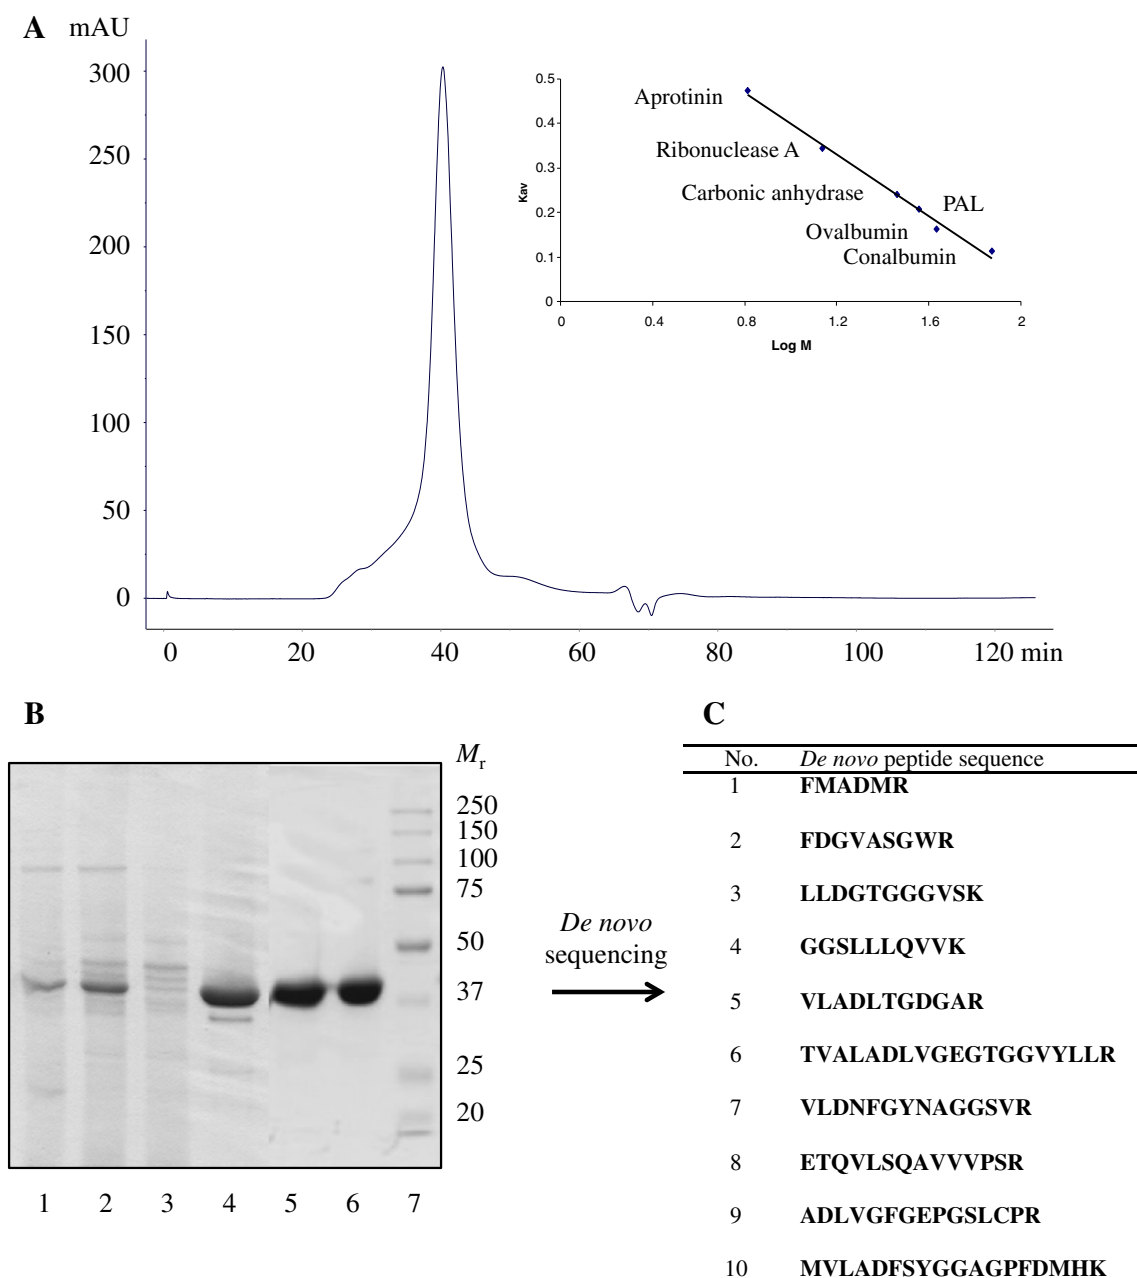 A mAU
300
250
200
150
100
50
0
0 20 40 60 80 100 120 min
0.5
0.4
0.3
0.2
0.1
0
Kav
Aprotinin
Ribonuclease A
Carbonic anhydrase
PAL
Ovalbumin
Conalbumin
0 0.4 0.8 1.2 1.6 2
Log M
B
Mr
250
150
100
75
50
37
25
20
1 2 3 4 5 6 7
De novo
sequencing
C
No. De novo peptide sequence
1 FMADMR
2 FDGVASGWR
3 LLDGTGGGVSK
4 GGSLLLQVVK
5 VLADLTGDGAR
6 TVALADLVGEGTGGVYLLR
7 VLDNFGYNAGGSVR
8 ETQVLSQAVVVPSR
9 ADLVGFGEPGSLCPR
10 MVLADFSYGGAGPFDMHK